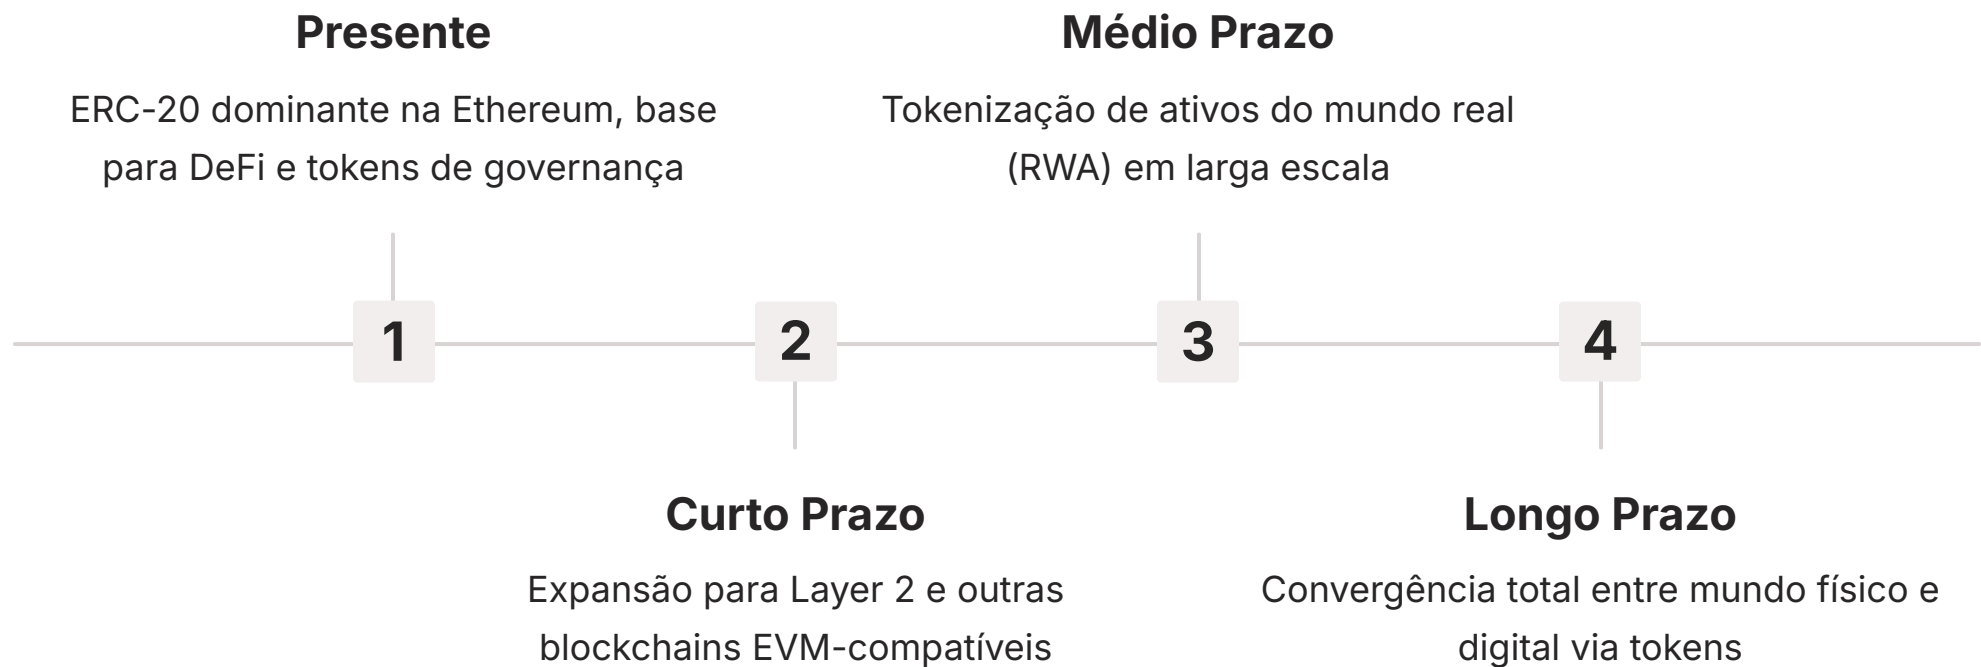 Presente
ERC-20 dominante na Ethereum, base
para DeFi e tokens de governança
Médio Prazo
Tokenização de ativos do mundo real
(RWA) em larga escala
1
2
3
4
Curto Prazo
Expansão para Layer 2 e outras
blockchains EVM-compatíveis
Longo Prazo
Convergência total entre mundo físico e
digital via tokens